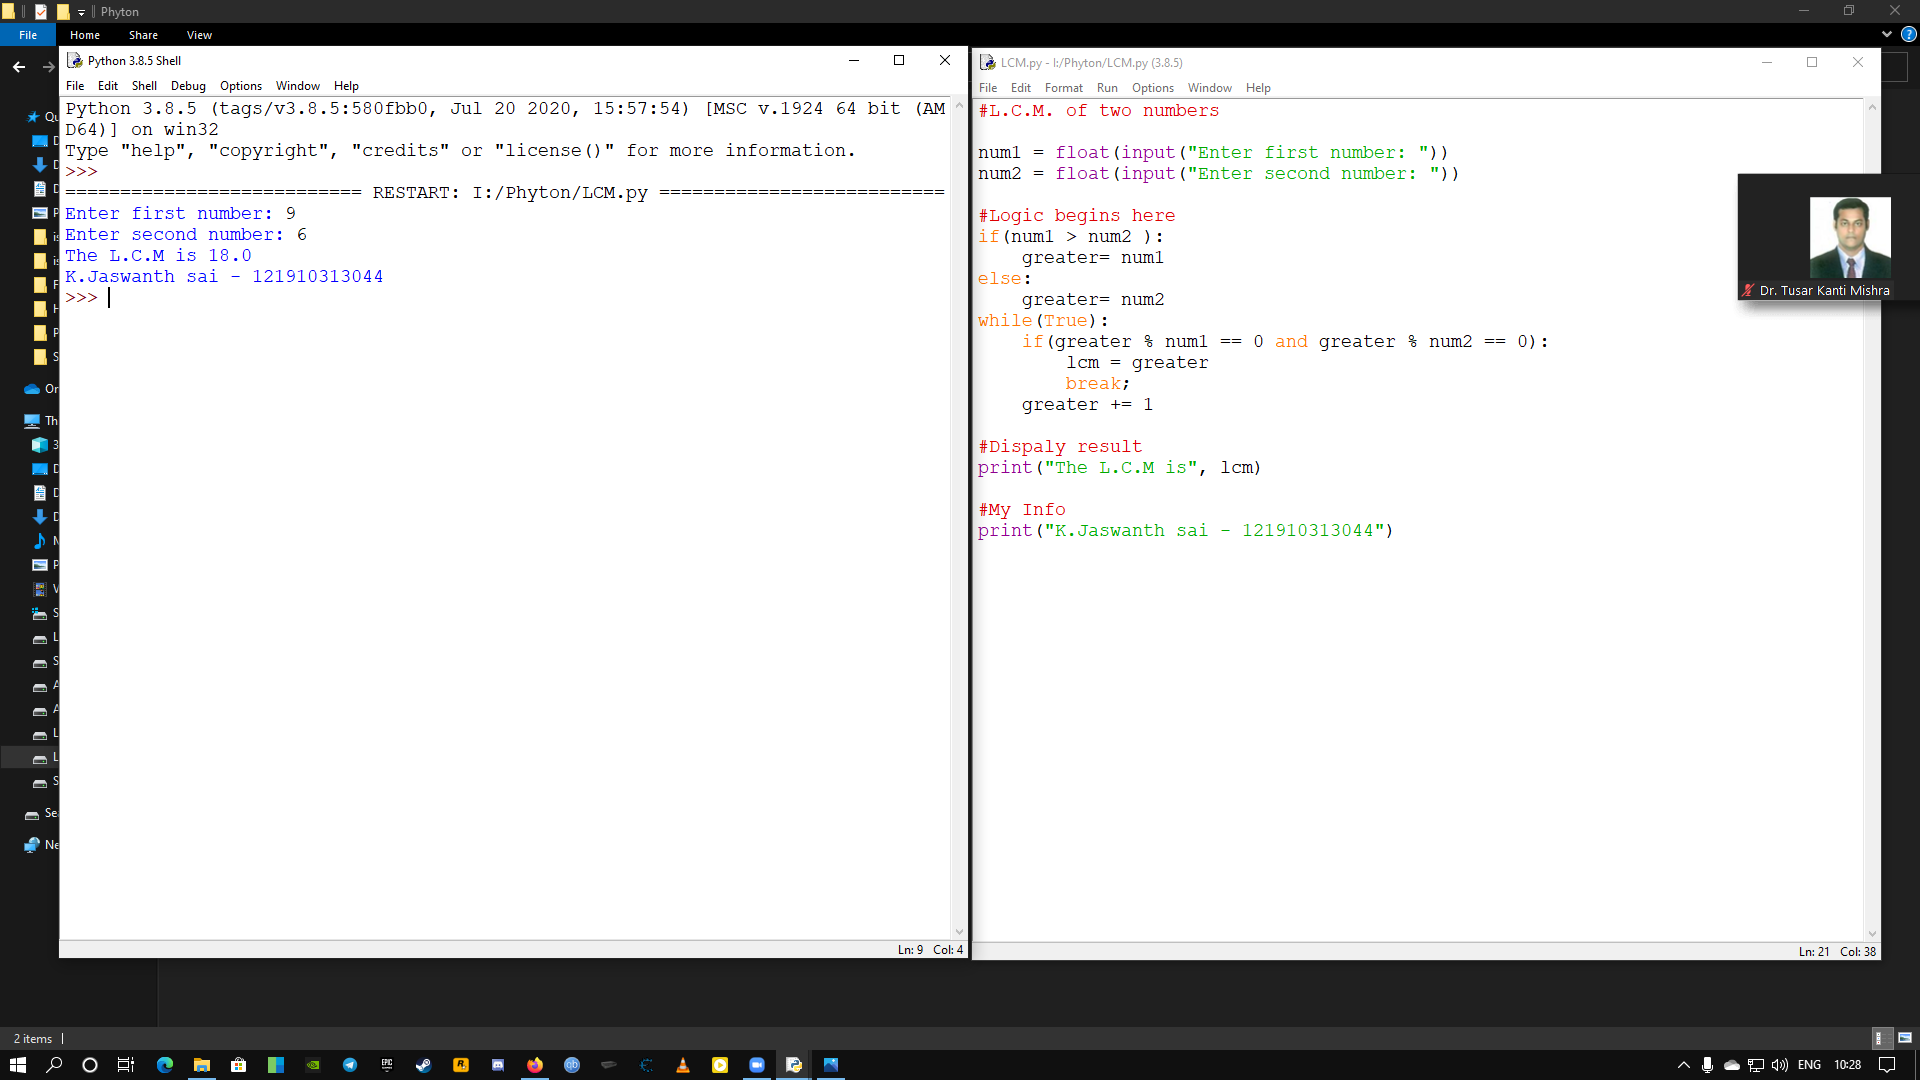 Phyton
File Home Share View
Python 3.8.5 Shell
File Edit Shell Debug Options Window Help
Python 3.8.5 (tags/v3.8.5:580fbb0, Jul 20 2020, 15:57:54) [MSC v.1924 64 bit (AM
D64)] on win32
Type "help", "copyright", "credits" or "license()" for more information.
>>>
=========================== RESTART: I:/Phyton/LCM.py ==========================
Enter first number: 9
Enter second number: 6
The L.C.M is 18.0
K.Jaswanth sai - 121910313044
>>>
Ln: 9 Col: 4
LCM.py - I:/Phyton/LCM.py (3.8.5)
File Edit Format Run Options Window Help
#L.C.M. of two numbers
num1 = float(input("Enter first number: "))
num2 = float(input("Enter second number: "))
#Logic begins here
if(num1 > num2 ):
    greater= num1
else:
    greater= num2
while(True):
    if(greater % num1 == 0 and greater % num2 == 0):
        lcm = greater
        break;
    greater += 1
#Dispaly result
print("The L.C.M is", lcm)
#My Info
print("K.Jaswanth sai - 121910313044")
Ln: 21 Col: 38
Dr. Tusar Kanti Mishra
2 items
ENG 10:28